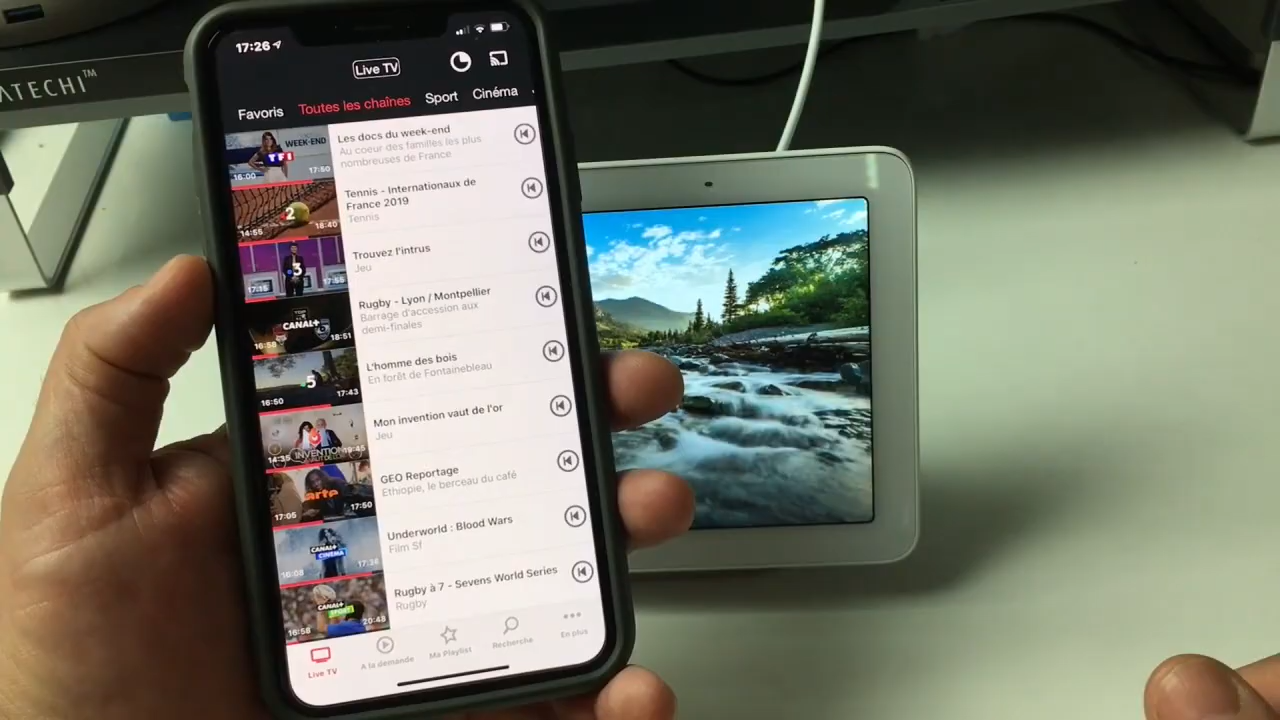 ATECHI™
17:26
Live TV
Favoris Toutes les chaînes Sport Cinéma
WEEK-END
TF1
16:00 17:50
Les docs du week-end
Au coeur des familles les plus
nombreuses de France
2
14:55 18:40
Tennis - Internationaux de
France 2019
Tennis
3
17:15 17:55
Trouvez l'intrus
Jeu
TOP
CANAL+
16:58 18:51
Rugby - Lyon / Montpellier
Barrage d'accession aux
demi-finales
5
16:50 17:43
L'homme des bois
En forêt de Fontainebleau
INVENTION
14:35 19:45
Mon invention vaut de l'or
Jeu
arte
17:05 17:50
GEO Reportage
Ethiopie, le berceau du café
CANAL+
CINEMA
16:08 17:36
Underworld : Blood Wars
Film Sf
CANAL+
SPORT
16:58 20:48
Rugby à 7 - Sevens World Series
Rugby
Live TV A la demande Ma Playlist Recherche En plus